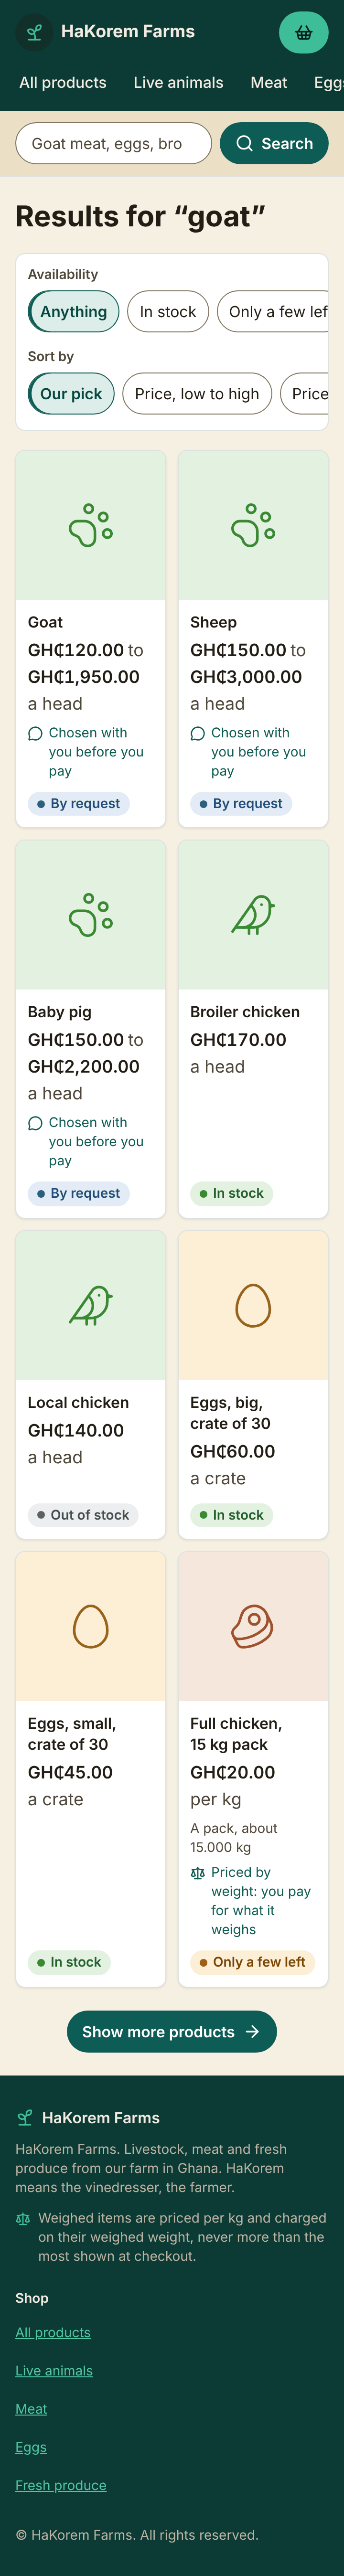 HaKorem Farms
All products
Live animals
Meat
Eggs
Goat meat, eggs, bro
Search
Results for “goat”
Availability
Anything
In stock
Only a few lef
Sort by
Our pick
Price, low to high
Price
Goat
GH₵120.00 to
GH₵1,950.00
a head
Chosen with
you before you
pay
By request
Sheep
GH₵150.00 to
GH₵3,000.00
a head
Chosen with
you before you
pay
By request
Baby pig
GH₵150.00 to
GH₵2,200.00
a head
Chosen with
you before you
pay
By request
Broiler chicken
GH₵170.00
a head
In stock
Local chicken
GH₵140.00
a head
Out of stock
Eggs, big,
crate of 30
GH₵60.00
a crate
In stock
Eggs, small,
crate of 30
GH₵45.00
a crate
In stock
Full chicken,
15 kg pack
GH₵20.00
per kg
A pack, about
15.000 kg
Priced by
weight: you pay
for what it
weighs
Only a few left
Show more products
HaKorem Farms
HaKorem Farms. Livestock, meat and fresh
produce from our farm in Ghana. HaKorem
means the vinedresser, the farmer.
Weighed items are priced per kg and charged
on their weighed weight, never more than the
most shown at checkout.
Shop
All products
Live animals
Meat
Eggs
Fresh produce
© HaKorem Farms. All rights reserved.